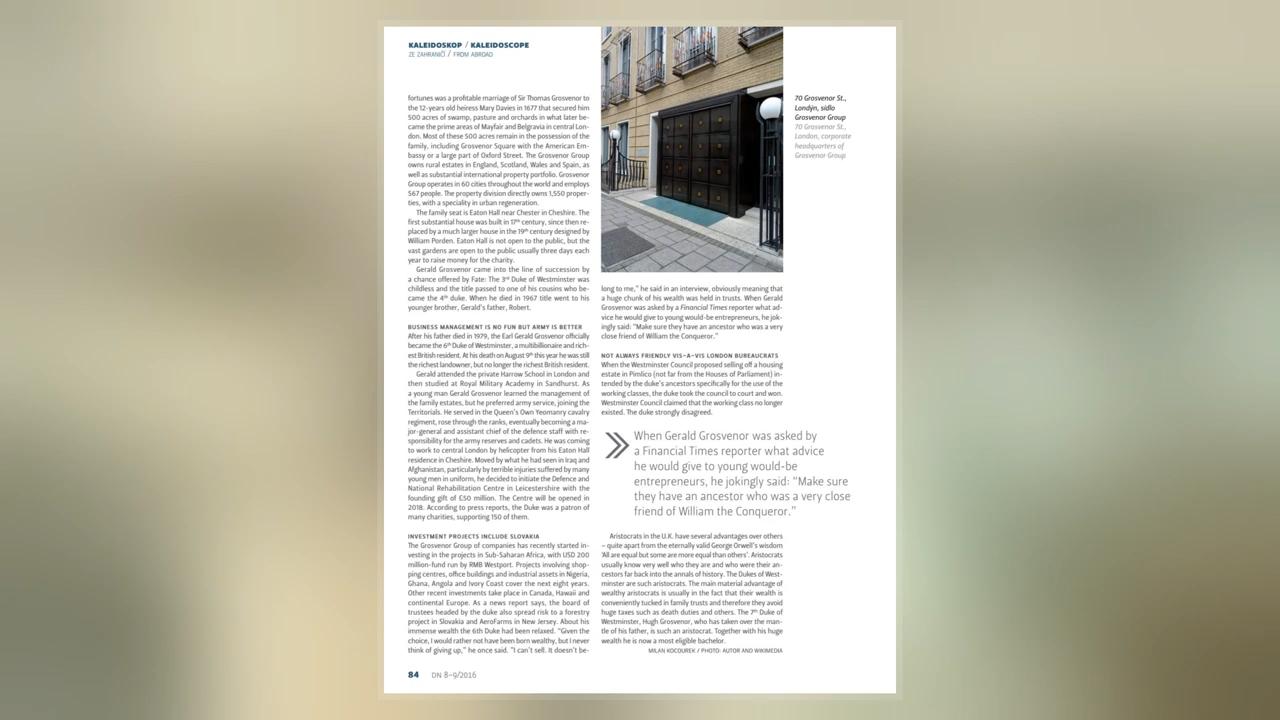 KALEIDOSKOP / KALEIDOSCOPE
ZE ZAHRANIČÍ / FROM ABROAD
fortunes was a profitable marriage of Sir Thomas Grosvenor to
the 12-years old heiress Mary Davies in 1677 that secured him
500 acres of swamp, pasture and orchards in what later be-
came the prime areas of Mayfair and Belgravia in central Lon-
don. Most of these 500 acres remain in the possession of the
family, including Grosvenor Square with the American Em-
bassy or a large part of Oxford Street. The Grosvenor Group
owns rural estates in England, Scotland, Wales and Spain, as
well as substantial international property portfolio. Grosvenor
Group operates in 60 cities throughout the world and employs
567 people. The property division directly owns 1,550 proper-
ties, with a speciality in urban regeneration.
The family seat is Eaton Hall near Chester in Cheshire. The
first substantial house was built in 17th century, since then re-
placed by a much larger house in the 19th century designed by
William Porden. Eaton Hall is not open to the public, but the
vast gardens are open to the public usually three days each
year to raise money for the charity.
Gerald Grosvenor came into the line of succession by
a chance offered by Fate: The 3rd Duke of Westminster was
childless and the title passed to one of his cousins who be-
came the 4th duke. When he died in 1967 title went to his
younger brother, Gerald's father, Robert.
BUSINESS MANAGEMENT IS NO FUN BUT ARMY IS BETTER
After his father died in 1979, the Earl Gerald Grosvenor officially
became the 6th Duke of Westminster, a multibillionaire and rich-
est British resident. At his death on August 9th this year he was still
the richest landowner, but no longer the richest British resident.
Gerald attended the private Harrow School in London and
then studied at Royal Military Academy in Sandhurst. As
a young man Gerald Grosvenor learned the management of
the family estates, but he preferred army service, joining the
Territorials. He served in the Queen's Own Yeomanry cavalry
regiment, rose through the ranks, eventually becoming a ma-
jor-general and assistant chief of the defence staff with re-
sponsibility for the army reserves and cadets. He was coming
to work to central London by helicopter from his Eaton Hall
residence in Cheshire. Moved by what he had seen in Iraq and
Afghanistan, particularly by terrible injuries suffered by many
young men in uniform, he decided to initiate the Defence and
National Rehabilitation Centre in Leicestershire with the
founding gift of £50 million. The Centre will be opened in
2018. According to press reports, the Duke was a patron of
many charities, supporting 150 of them.
INVESTMENT PROJECTS INCLUDE SLOVAKIA
The Grosvenor Group of companies has recently started in-
vesting in the projects in Sub-Saharan Africa, with USD 200
million-fund run by RMB Westport. Projects involving shop-
ping centres, office buildings and industrial assets in Nigeria,
Ghana, Angola and Ivory Coast cover the next eight years.
Other recent investments take place in Canada, Hawaii and
continental Europe. As a news report says, the board of
trustees headed by the duke also spread risk to a forestry
project in Slovakia and AeroFarms in New Jersey. About his
immense wealth the 6th Duke had been relaxed. "Given the
choice, I would rather not have been born wealthy, but I never
think of giving up," he once said. "I can't sell. It doesn't be-
long to me," he said in an interview, obviously meaning that
a huge chunk of his wealth was held in trusts. When Gerald
Grosvenor was asked by a Financial Times reporter what ad-
vice he would give to young would-be entrepreneurs, he jok-
ingly said: "Make sure they have an ancestor who was a very
close friend of William the Conqueror."
NOT ALWAYS FRIENDLY VIS-A-VIS LONDON BUREAUCRATS
When the Westminster Council proposed selling off a housing
estate in Pimlico (not far from the Houses of Parliament) in-
tended by the duke's ancestors specifically for the use of the
working classes, the duke took the council to court and won.
Westminster Council claimed that the working class no longer
existed. The duke strongly disagreed.
When Gerald Grosvenor was asked by
a Financial Times reporter what advice
he would give to young would-be
entrepreneurs, he jokingly said: "Make sure
they have an ancestor who was a very close
friend of William the Conqueror."
Aristocrats in the U.K. have several advantages over others
– quite apart from the eternally valid George Orwell's wisdom
'All are equal but some are more equal than others'. Aristocrats
usually know very well who they are and who were their an-
cestors far back into the annals of history. The Dukes of West-
minster are such aristocrats. The main material advantage of
wealthy aristocrats is usually in the fact that their wealth is
conveniently tucked in family trusts and therefore they avoid
huge taxes such as death duties and others. The 7th Duke of
Westminster, Hugh Grosvenor, who has taken over the man-
tle of his father, is such an aristocrat. Together with his huge
wealth he is now a most eligible bachelor.
MILAN KOCOUREK / PHOTO: AUTOR AND WIKIMEDIA
70 Grosvenor St.,
Londýn, sídlo
Grosvenor Group
70 Grosvenor St.,
London, corporate
headquarters of
Grosvenor Group
84 DN 8–9/2016